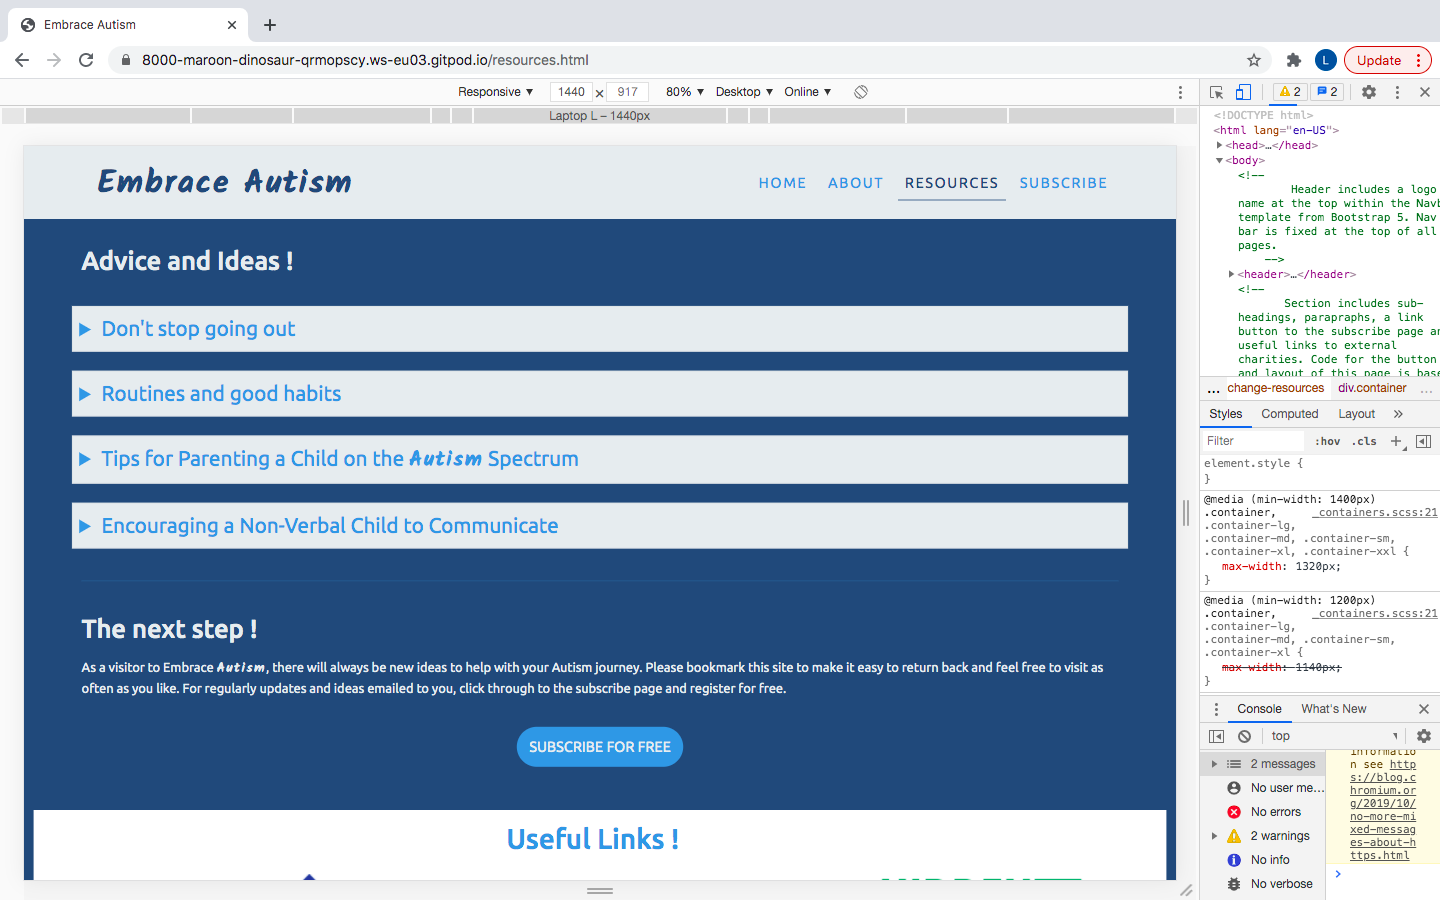 Embrace Autism
8000-maroon-dinosaur-qrmopscy.ws-eu03.gitpod.io/resources.html
L
Update
Responsive ▼ 1440 × 917 80% ▼ Desktop ▼ Online ▼
2 2
Laptop L – 1440px
Embrace Autism
HOME ABOUT RESOURCES SUBSCRIBE
Advice and Ideas !
Don't stop going out
Routines and good habits
Tips for Parenting a Child on the Autism Spectrum
Encouraging a Non-Verbal Child to Communicate
The next step !
As a visitor to Embrace Autism, there will always be new ideas to help with your Autism journey. Please bookmark this site to make it easy to return back and feel free to visit as
often as you like. For regularly updates and ideas emailed to you, click through to the subscribe page and register for free.
SUBSCRIBE FOR FREE
Useful Links !
<!DOCTYPE html>
<html lang="en-US">
<head>…</head>
<body>
<!--
Header includes a logo
name at the top within the Navb
template from Bootstrap 5. Nav
bar is fixed at the top of all
pages.
-->
<header>…</header>
<!--
Section includes sub-
headings, parapraphs, a link
button to the subscribe page an
useful links to external
charities. Code for the button
and layout of this page is base
... change-resources div.container ...
Styles Computed Layout »
Filter :hov .cls +
element.style {
}
@media (min-width: 1400px)
.container, _containers.scss:21
.container-lg,
.container-md, .container-sm,
.container-xl, .container-xxl {
max-width: 1320px;
}
@media (min-width: 1200px)
.container, _containers.scss:21
.container-lg,
.container-md, .container-sm,
.container-xl {
max-width: 1140px;
}
Console What's New
top
2 messages
No user me...
No errors
2 warnings
No info
No verbose
informatio
n see http
s://blog.c
hromium.or
g/2019/10/
no-more-mi
xed-messag
es-about-h
ttps.html